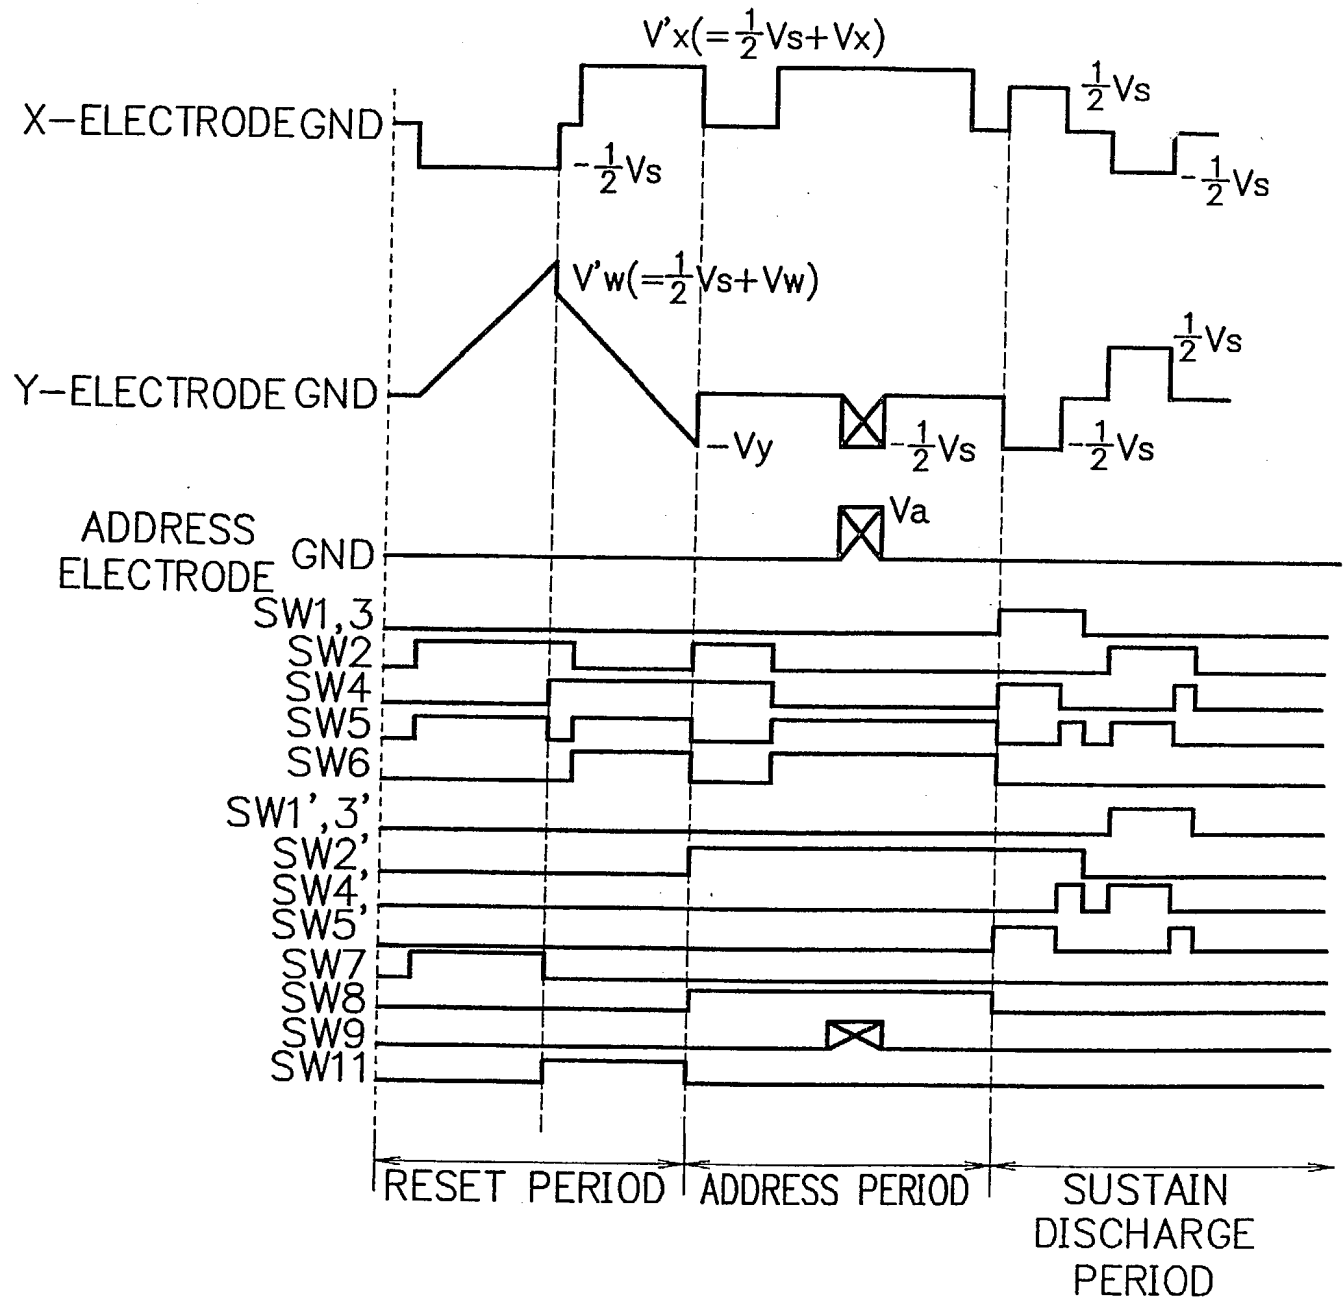 V'x(=1/2Vs+Vx)
1/2Vs
X-ELECTRODE GND
-1/2Vs
-1/2Vs
V'w(=1/2Vs+Vw)
1/2Vs
Y-ELECTRODE GND
-Vy
-1/2Vs
-1/2Vs
Va
ADDRESS
ELECTRODE
GND
SW1,3
SW2
SW4
SW5
SW6
SW1',3'
SW2'
SW4'
SW5'
SW7
SW8
SW9
SW11
RESET PERIOD
ADDRESS PERIOD
SUSTAIN
DISCHARGE
PERIOD